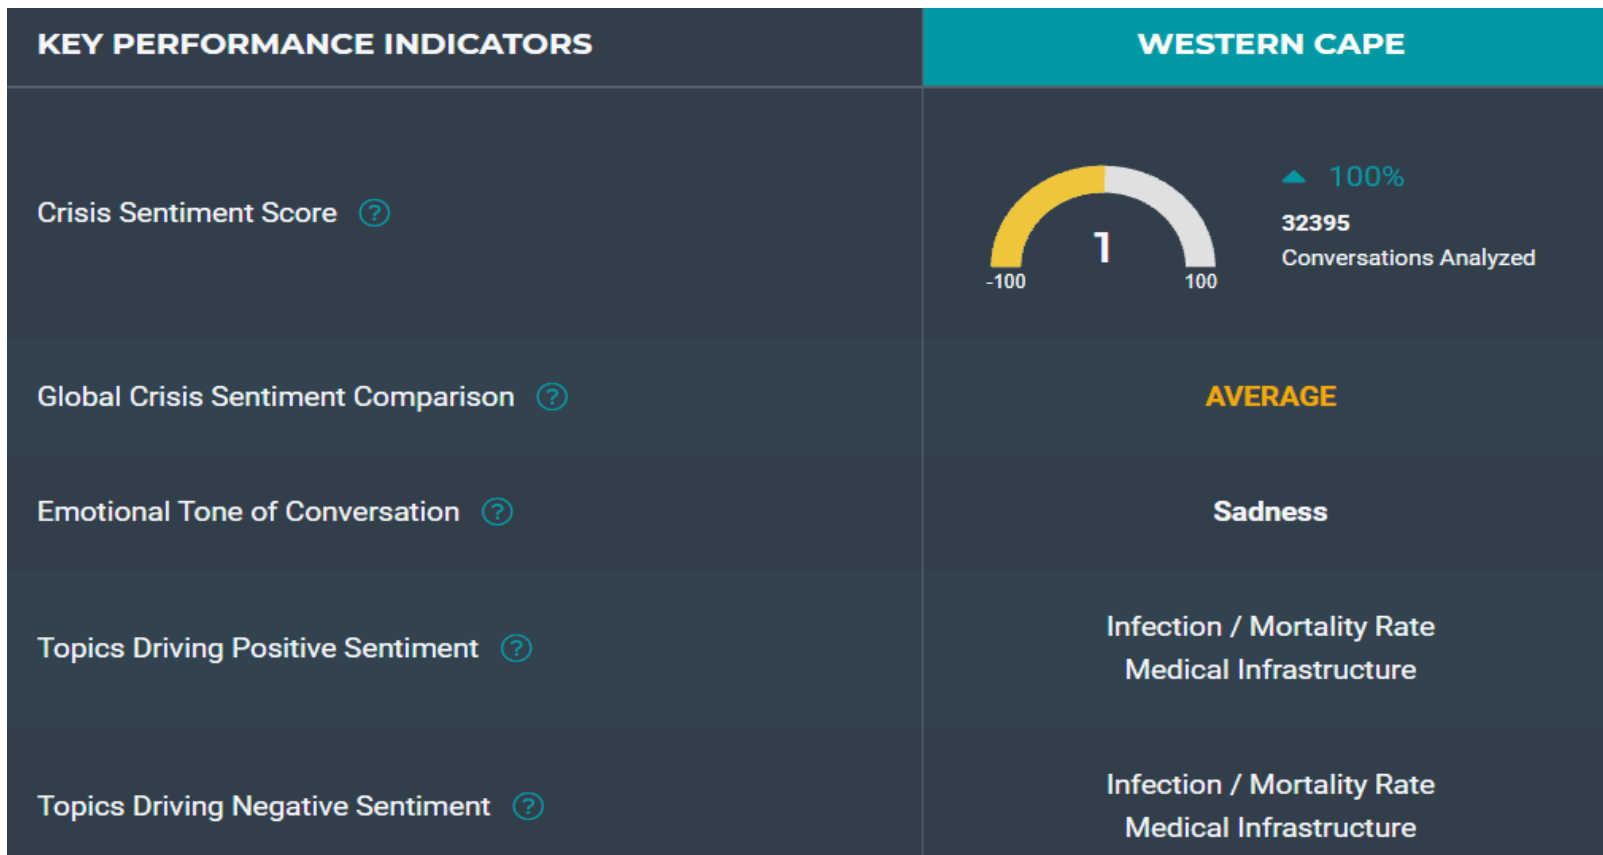 KEY PERFORMANCE INDICATORS
WESTERN CAPE
Crisis Sentiment Score ?
1
-100
100
100%
32395
Conversations Analyzed
Global Crisis Sentiment Comparison ?
AVERAGE
Emotional Tone of Conversation ?
Sadness
Topics Driving Positive Sentiment ?
Infection / Mortality Rate
Medical Infrastructure
Topics Driving Negative Sentiment ?
Infection / Mortality Rate
Medical Infrastructure